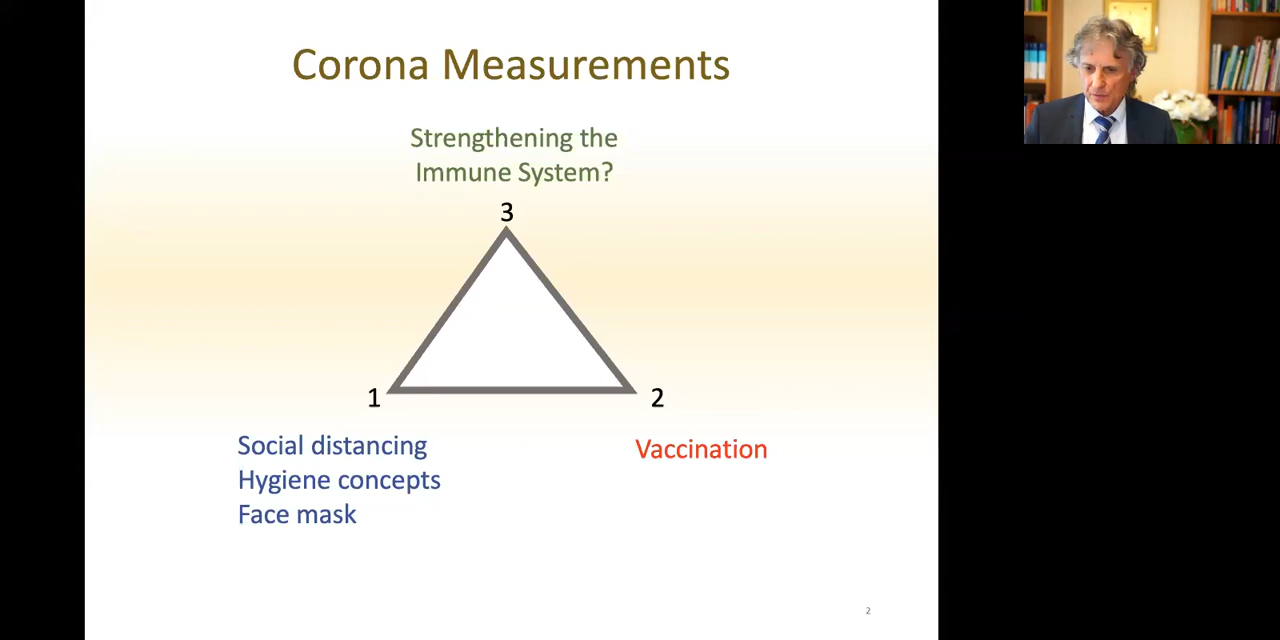 Corona Measurements
Strengthening the
Immune System?
3
1
2
Social distancing
Hygiene concepts
Face mask
Vaccination
2